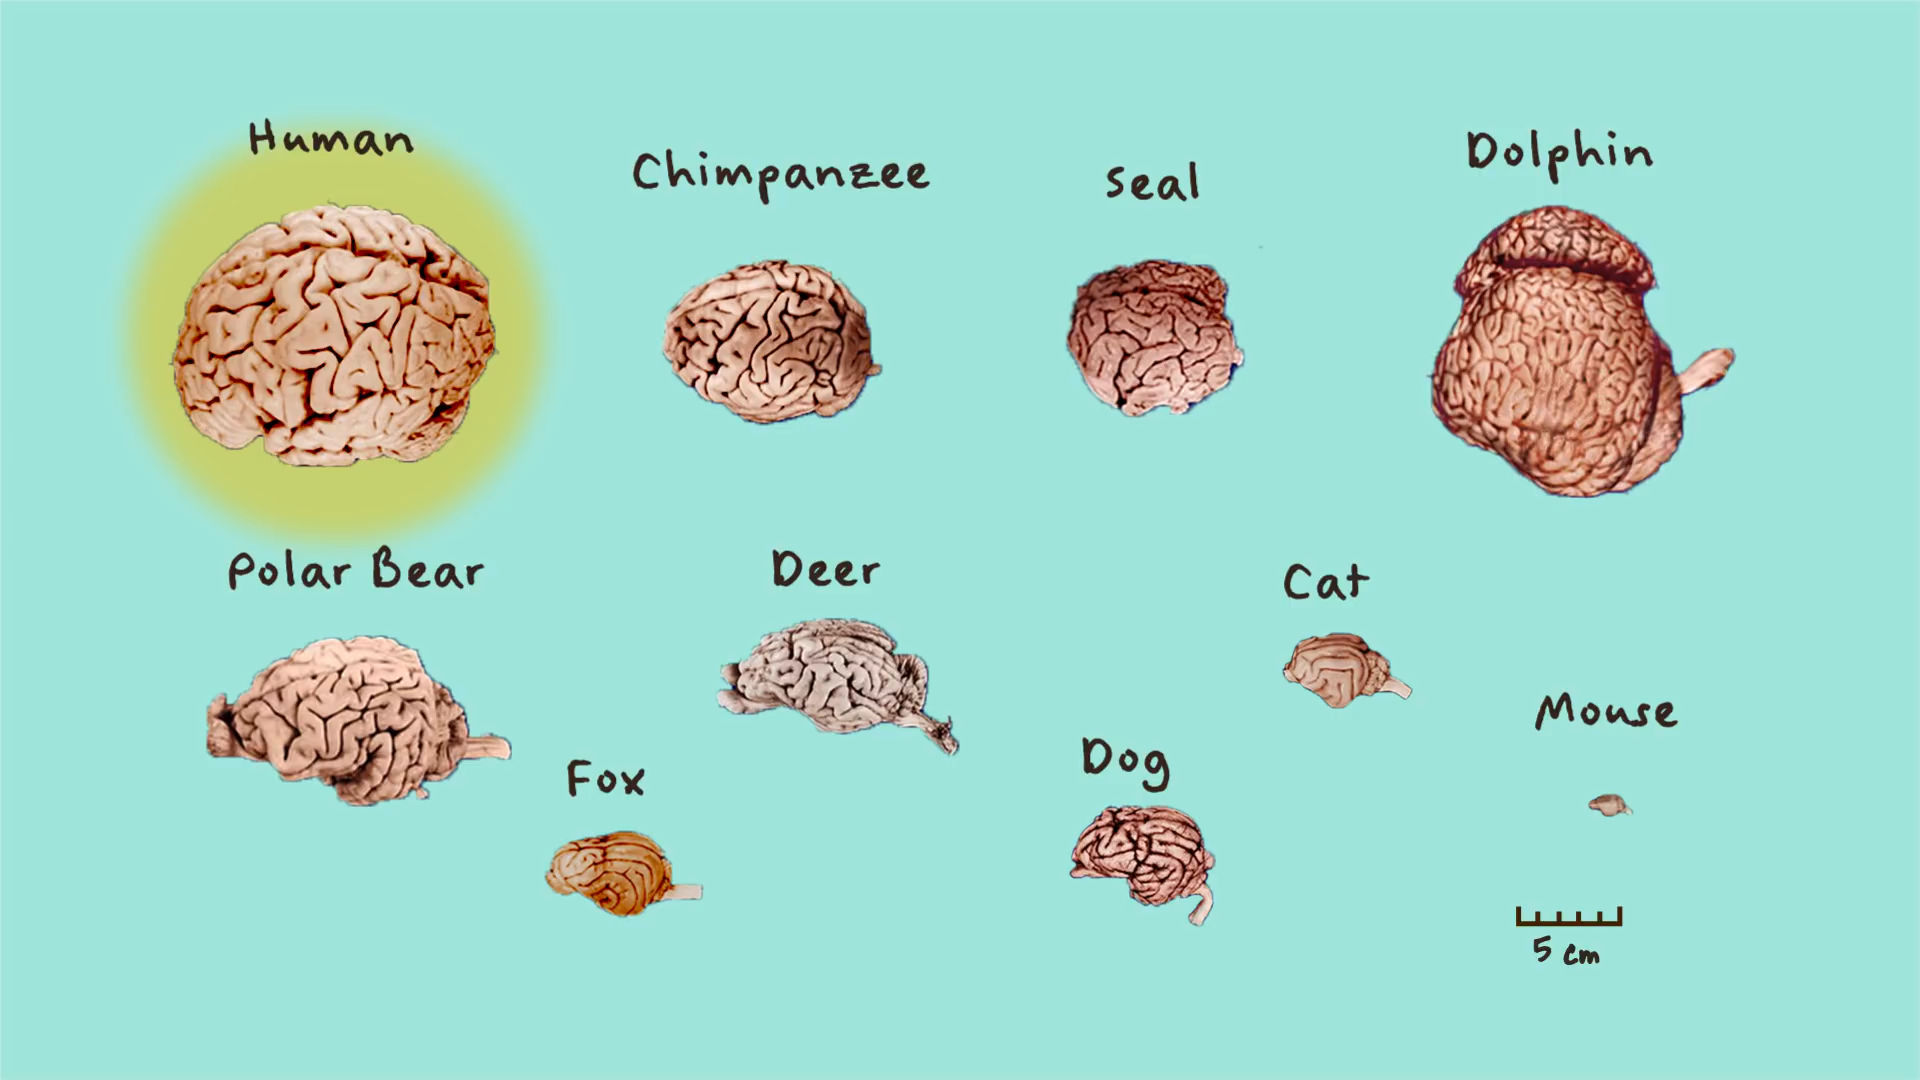 Human
Chimpanzee
Seal
Dolphin
Polar Bear
Deer
Cat
Mouse
Fox
Dog
5 cm